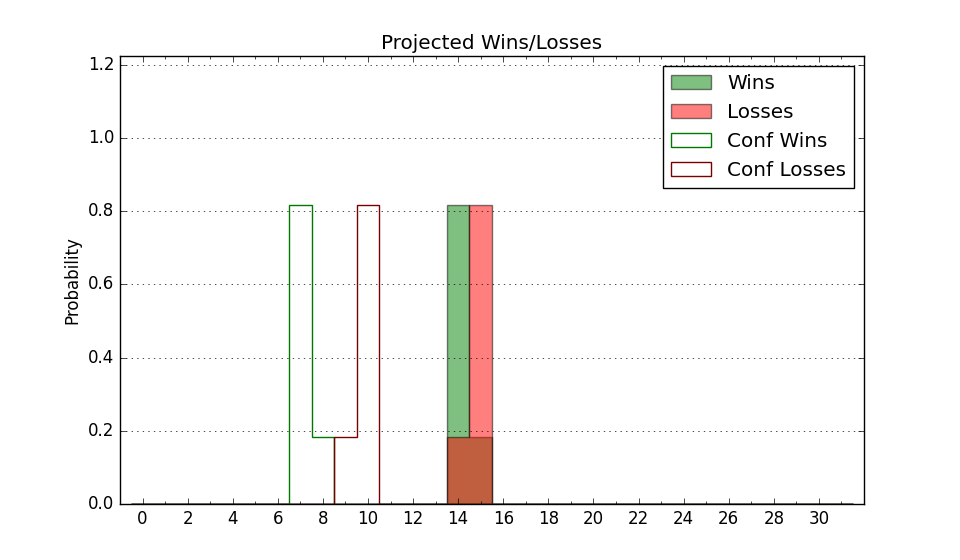 Projected Wins/Losses
1.2
1.0
0.8
0.6
0.4
0.2
0.0
Probability
Wins
Losses
Conf Wins
Conf Losses
0 2 4 6 8 10 12 14 16 18 20 22 24 26 28 30